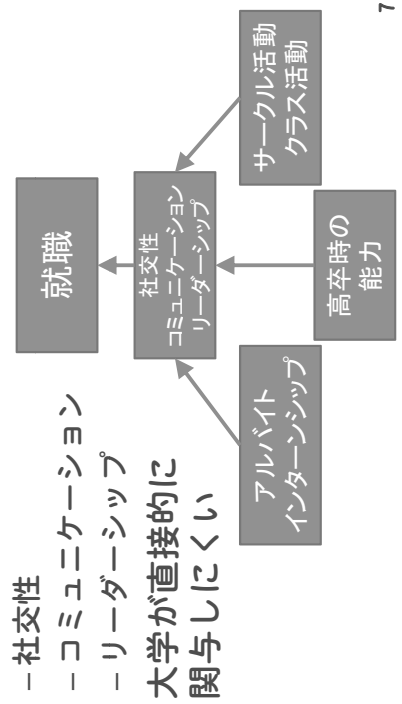 – 社交性
– コミュニケーション
– リーダーシップ
大学が直接的に
関与しにくい
就職
社交性
コミュニケーション
リーダーシップ
アルバイト
インターンシップ
高卒時の
能力
サークル活動
クラス活動
7